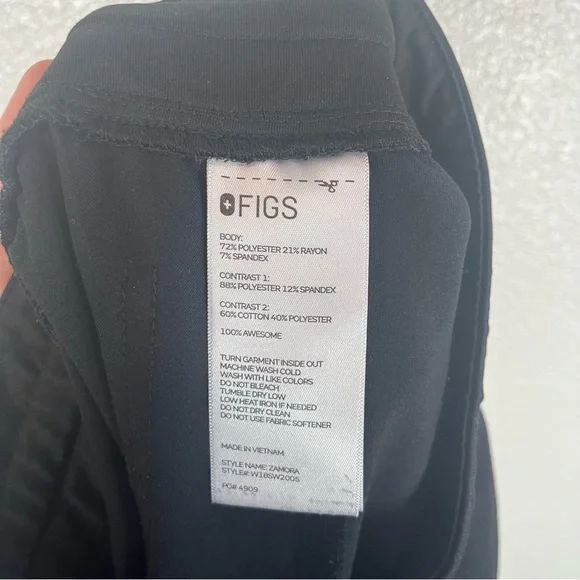 FIGS
BODY:
72% POLYESTER 21% RAYON
7% SPANDEX
CONTRAST 1:
88% POLYESTER 12% SPANDEX
CONTRAST 2:
60% COTTON 40% POLYESTER
100% AWESOME
TURN GARMENT INSIDE OUT
MACHINE WASH COLD
WASH WITH LIKE COLORS
DO NOT BLEACH
TUMBLE DRY LOW
LOW HEAT IRON IF NEEDED
DO NOT DRY CLEAN
DO NOT USE FABRIC SOFTENER
MADE IN VIETNAM
STYLE NAME: ZAMORA
STYLE#: W18SW2005
PO# 4909